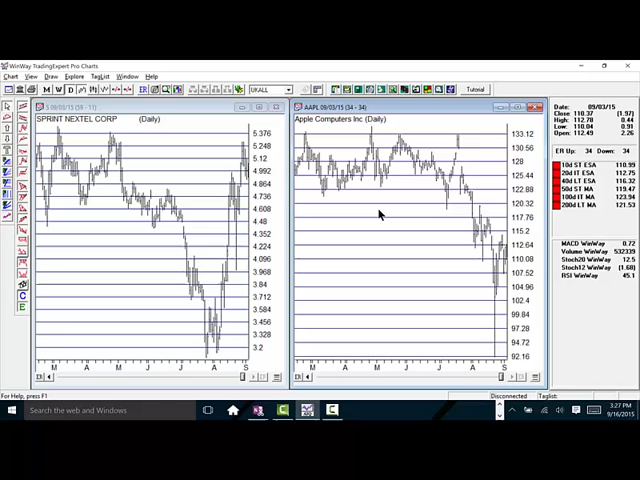 WinWay TradingExpert Pro Charts
Chart View Draw Explore TagList Window Help
M W D
UKALL
Tutorial
S 09/03/15 (59 - 11)
SPRINT NEXTEL CORP (Daily)
5.376
5.248
5.12
4.992
4.864
4.736
4.608
4.48
4.352
4.224
4.096
3.968
3.84
3.712
3.584
3.456
3.328
3.2
M A M J J A S
AAPL 09/03/15 (34 - 34)
Apple Computers Inc (Daily)
133.12
130.56
128
125.44
122.88
120.32
117.76
115.2
112.64
110.08
107.52
104.96
102.4
99.84
97.28
94.72
92.16
M A M J J A S
Date: 09/03/15
Close: 110.37 (1.97)
High: 112.78 0.44
Low: 110.04 0.91
Open: 112.49 2.26
ER Up: 34 Down: 34
10d ST ESA 110.99
20d IT ESA 112.75
40d LT ESA 116.32
50d ST MA 119.47
100d IT MA 123.94
200d LT MA 121.53
MACD WinWay 0.72
Volume WinWay 532339
Stoch20 WinWay 12.5
Stoch12 WinWay (1.68)
RSI WinWay 45.1
C
E
For Help, press F1
Disconnected Taglist:
Search the web and Windows
3:27 PM
9/16/2015